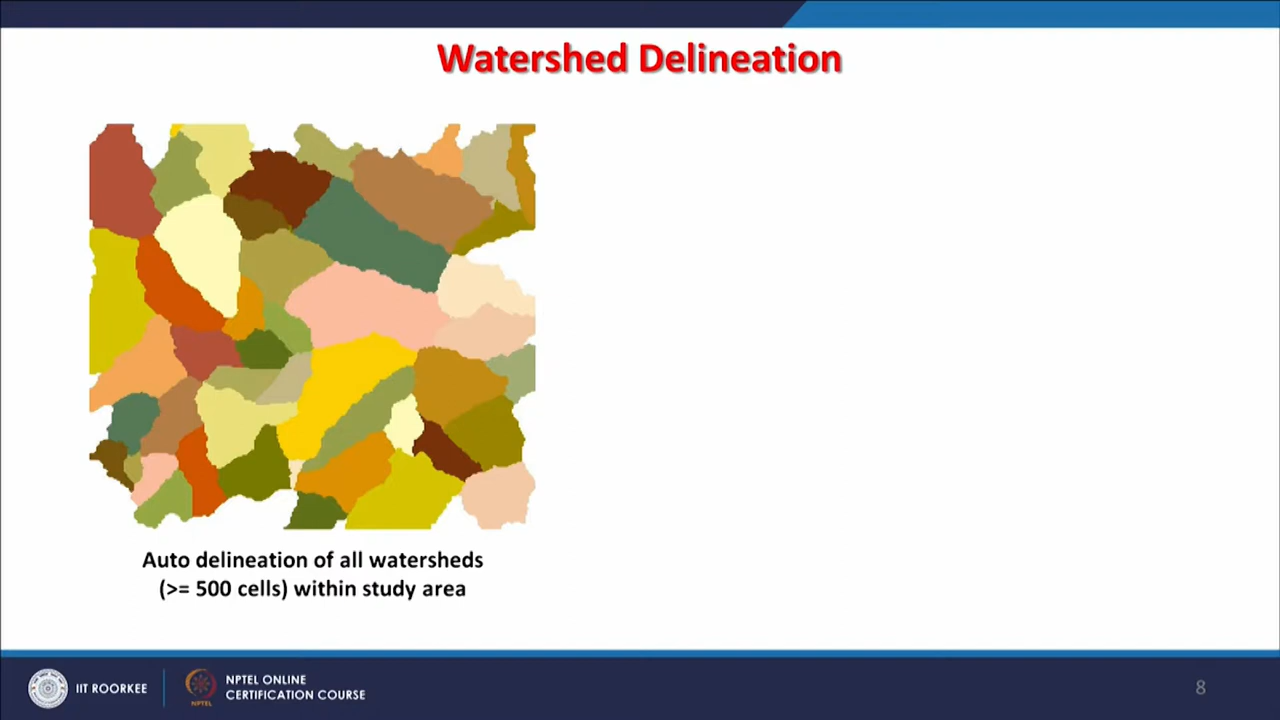 Watershed Delineation
Auto delineation of all watersheds
(>= 500 cells) within study area
IIT ROORKEE
NPTEL
NPTEL ONLINE
CERTIFICATION COURSE
8